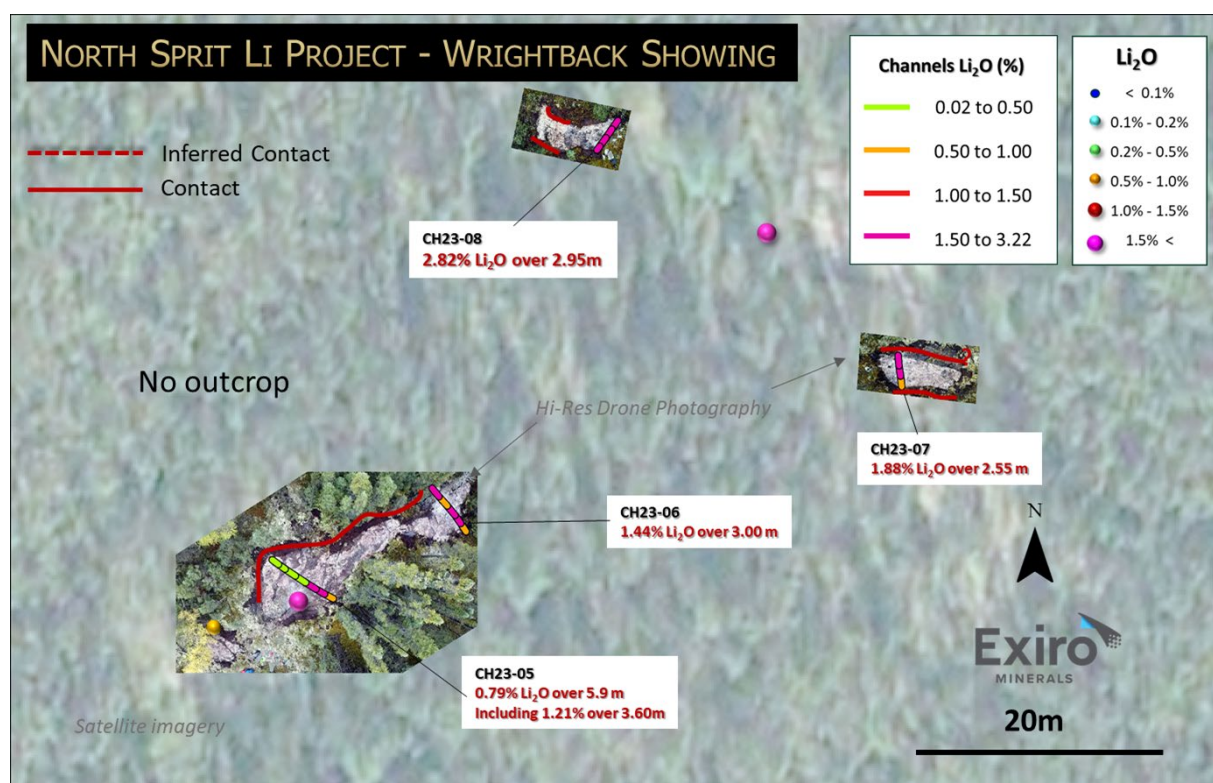 NORTH SPRIT LI PROJECT - WRIGHTBACK SHOWING
Inferred Contact
Contact
Channels Li₂O (%)
0.02 to 0.50
0.50 to 1.00
1.00 to 1.50
1.50 to 3.22
Li₂O
< 0.1%
0.1% - 0.2%
0.2% - 0.5%
0.5% - 1.0%
1.0% - 1.5%
1.5% <
CH23-08
2.82% Li₂O over 2.95m
No outcrop
Hi-Res Drone Photography
CH23-07
1.88% Li₂O over 2.55 m
CH23-06
1.44% Li₂O over 3.00 m
CH23-05
0.79% Li₂O over 5.9 m
Including 1.21% over 3.60m
N
Exiro
MINERALS
20m
Satellite imagery